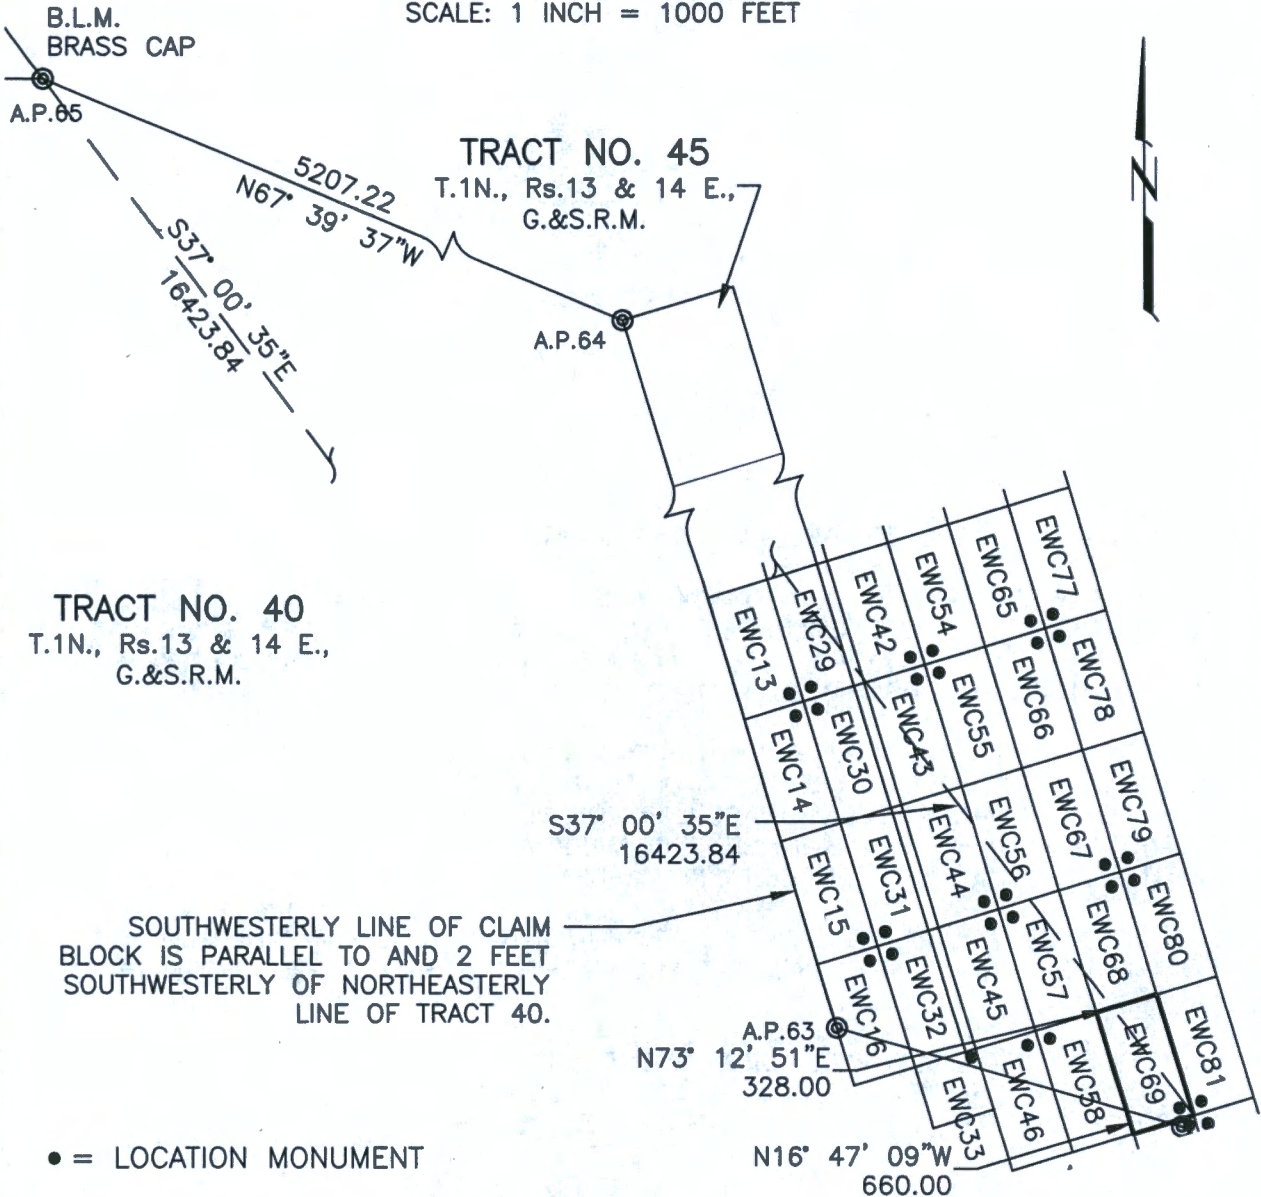 SCALE: 1 INCH = 1000 FEET
B.L.M.
BRASS CAP
A.P.65
5207.22
N67° 39' 37"W
TRACT NO. 45
T.1N., Rs.13 & 14 E.,
G.&S.R.M.
N
S37° 00' 35"E
16423.84
A.P.64
TRACT NO. 40
T.1N., Rs.13 & 14 E.,
G.&S.R.M.
EWC13
EWC29
EWC42
EWC54
EWC65
EWC77
EWC14
EWC30
EWC43
EWC55
EWC66
EWC78
S37° 00' 35"E
16423.84
EWC15
EWC31
EWC44
EWC56
EWC67
EWC79
SOUTHWESTERLY LINE OF CLAIM
BLOCK IS PARALLEL TO AND 2 FEET
SOUTHWESTERLY OF NORTHEASTERLY
LINE OF TRACT 40.
EWC16
EWC32
EWC45
EWC57
EWC68
EWC80
A.P.63
N73° 12' 51"E
328.00
EWC33
EWC46
EWC58
EWC69
EWC81
● = LOCATION MONUMENT
N16° 47' 09"W
660.00